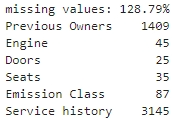 missing values: 128.79%
Previous Owners 1409
Engine 45
Doors 25
Seats 35
Emission Class 87
Service history 3145